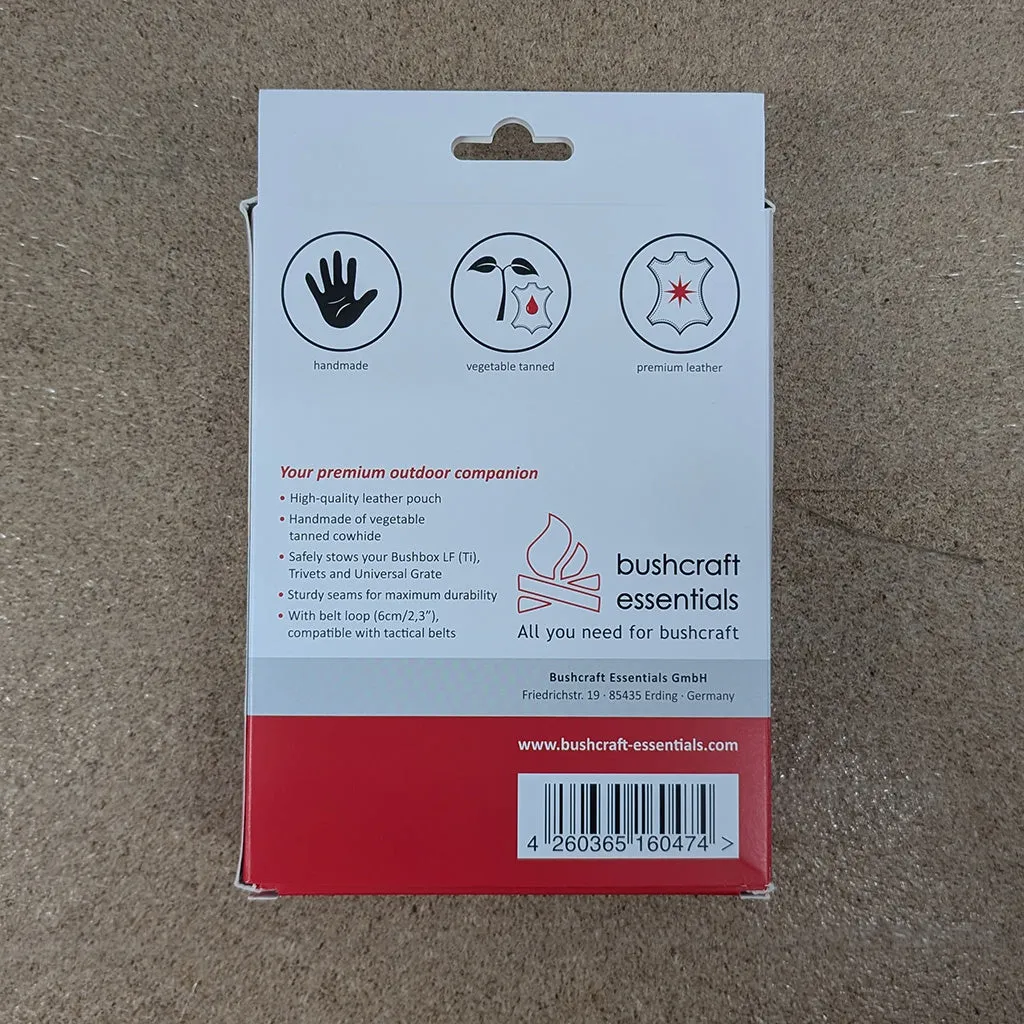 handmade
vegetable tanned
premium leather
Your premium outdoor companion
• High-quality leather pouch
• Handmade of vegetable
tanned cowhide
• Safely stows your Bushbox LF (Ti),
Trivets and Universal Grate
• Sturdy seams for maximum durability
• With belt loop (6cm/2,3”),
compatible with tactical belts
bushcraft
essentials
All you need for bushcraft
Bushcraft Essentials GmbH
Friedrichstr. 19 · 85435 Erding · Germany
www.bushcraft-essentials.com
4 260365 160474 >